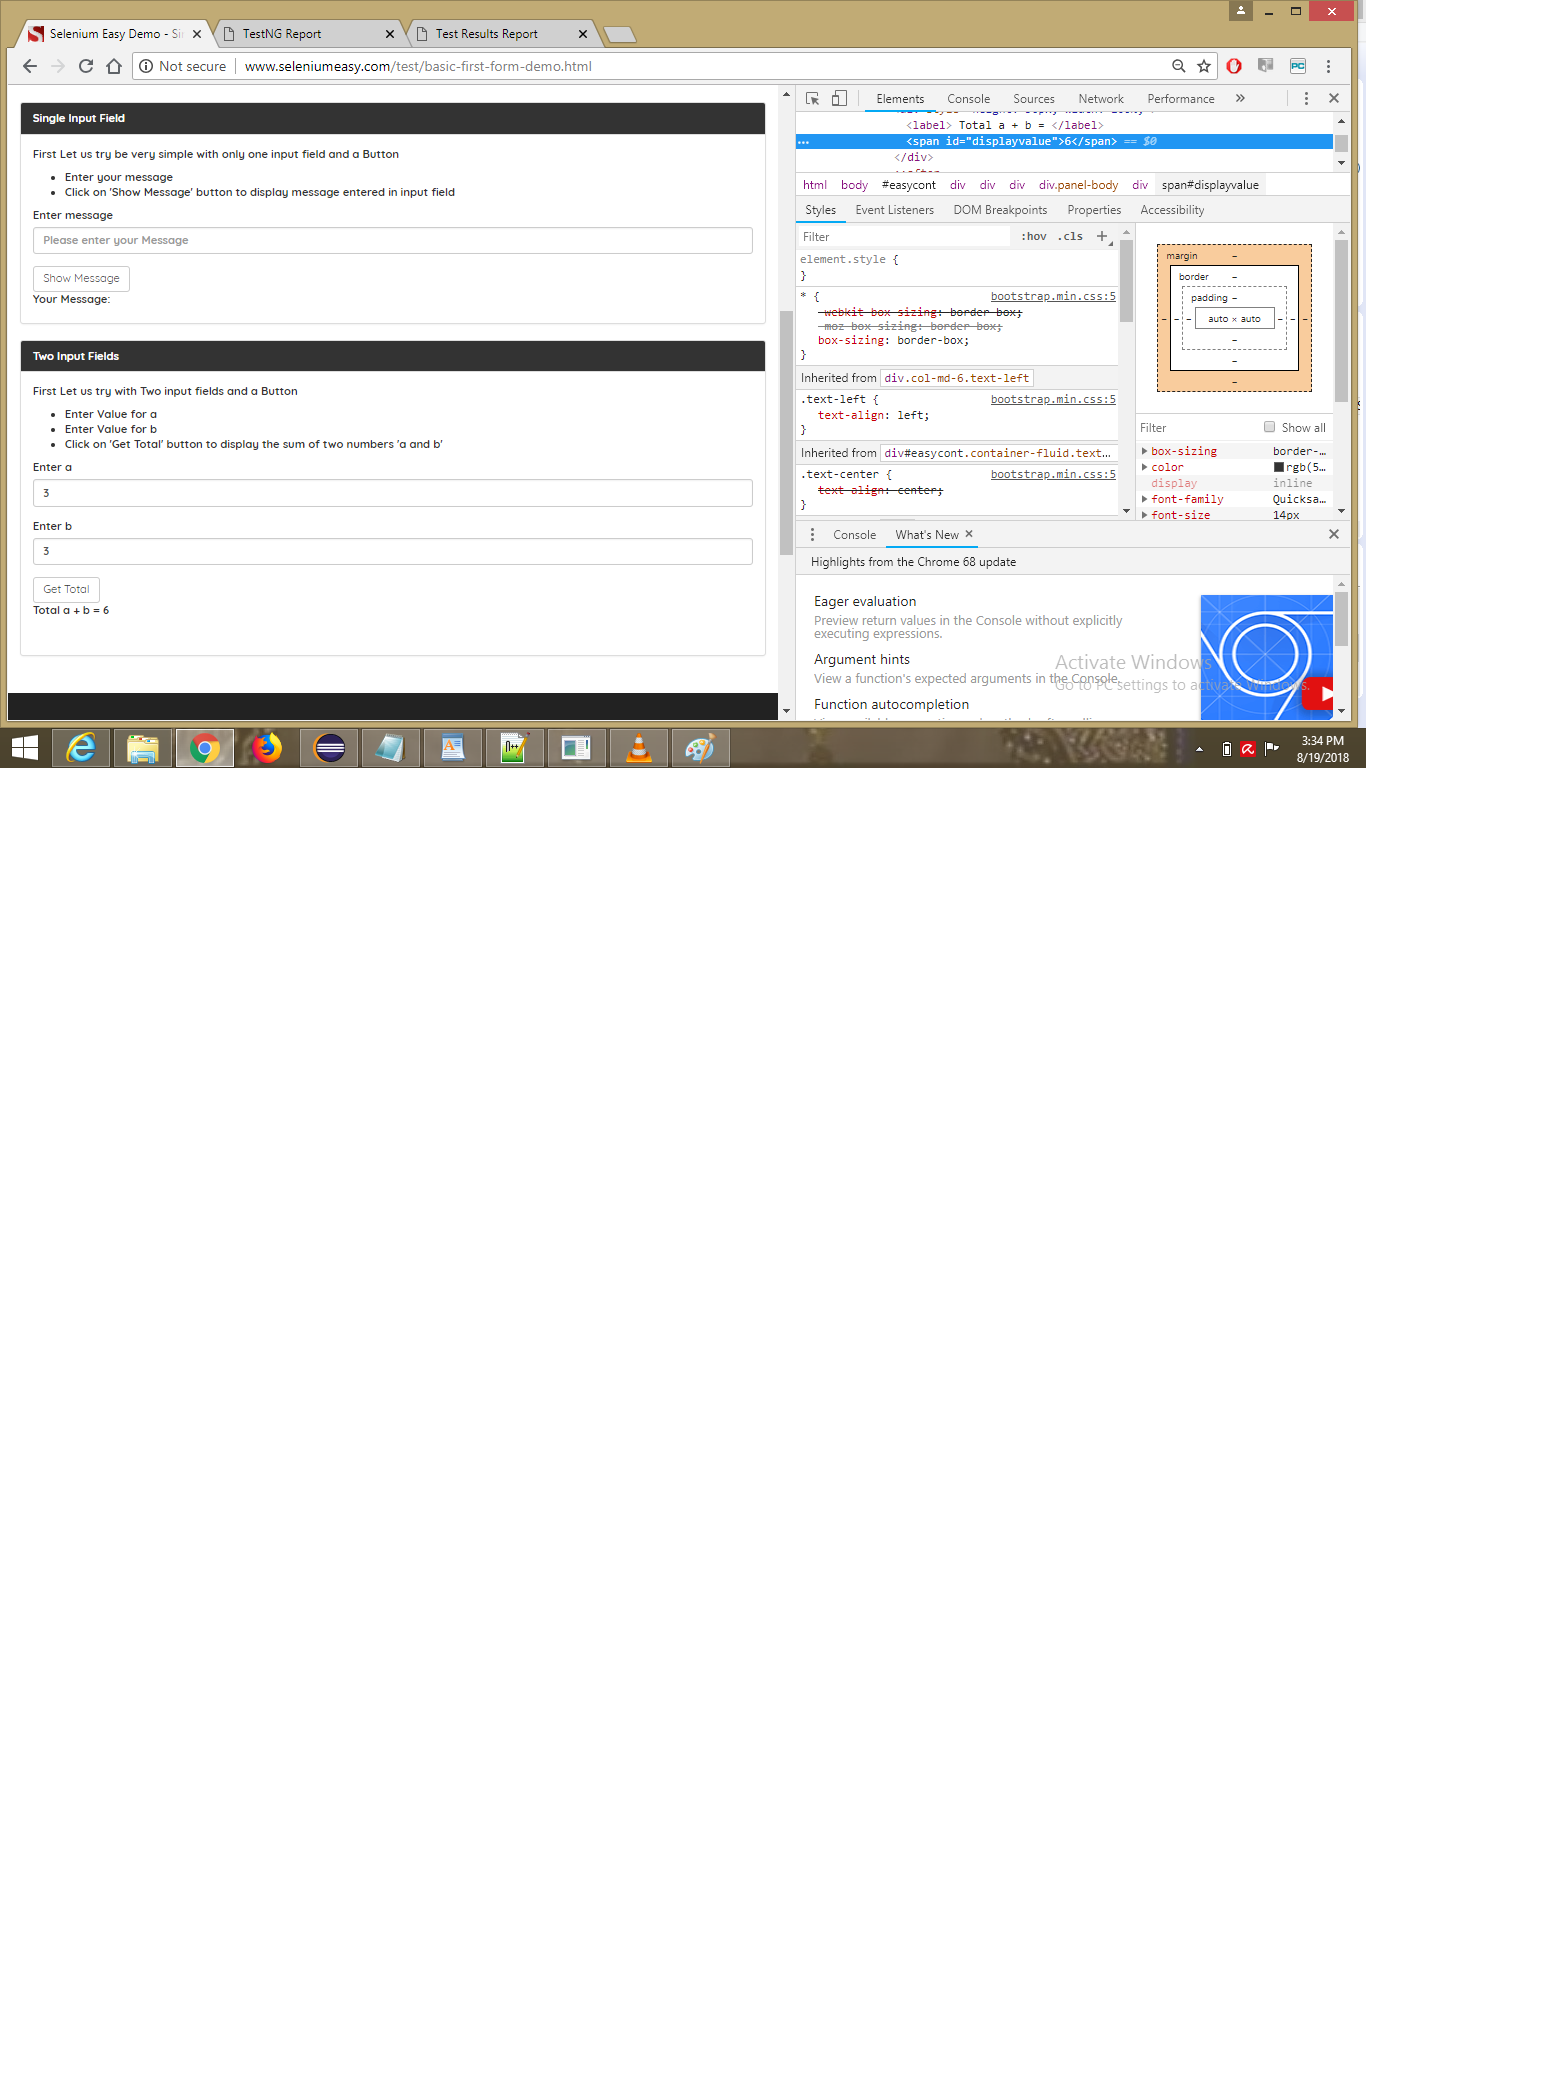 Selenium Easy Demo - Si
TestNG Report
Test Results Report
Not secure
www.seleniumeasy.com/test/basic-first-form-demo.html
PC
Single Input Field
First Let us try be very simple with only one input field and a Button
Enter your message
Click on 'Show Message' button to display message entered in input field
Enter message
Please enter your Message
Show Message
Your Message:
Two Input Fields
First Let us try with Two input fields and a Button
Enter Value for a
Enter Value for b
Click on 'Get Total' button to display the sum of two numbers 'a and b'
Enter a
3
Enter b
3
Get Total
Total a + b = 6
Elements Console Sources Network Performance »
<label> Total a + b = </label>
... <span id="displayvalue">6</span> == $0
</div>
html body #easycont div div div div.panel-body div span#displayvalue
Styles Event Listeners DOM Breakpoints Properties Accessibility
Filter :hov .cls +
element.style {
}
* { bootstrap.min.css:5
-webkit-box-sizing: border-box;
-moz-box-sizing: border-box;
box-sizing: border-box;
}
Inherited from div.col-md-6.text-left
.text-left { bootstrap.min.css:5
text-align: left;
}
Inherited from div#easycont.container-fluid.text...
.text-center { bootstrap.min.css:5
text-align: center;
}
margin –
border –
padding –
– – – auto × auto – – –
–
–
–
Filter Show all
box-sizing border-...
color rgb(5...
display inline
font-family Quicksa...
font-size 14px
Console What's New ×
Highlights from the Chrome 68 update
Eager evaluation
Preview return values in the Console without explicitly
executing expressions.
Argument hints
View a function's expected arguments in the Console.
Function autocompletion
Activate Windows
Go to PC settings to activate Windows.
3:34 PM
8/19/2018